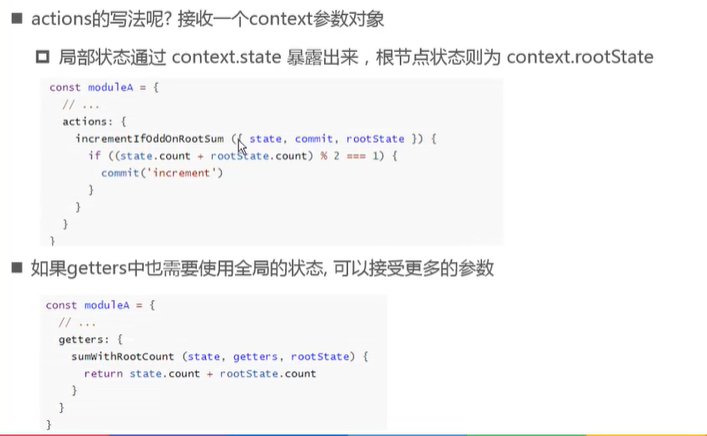 actions的写法呢? 接收一个context参数对象
局部状态通过 context.state 暴露出来，根节点状态则为 context.rootState
const moduleA = {
// ...
actions: {
incrementIfOddOnRootSum ({ state, commit, rootState }) {
if ((state.count + rootState.count) % 2 === 1) {
commit('increment')
}
}
}
}
如果getters中也需要使用全局的状态, 可以接受更多的参数
const moduleA = {
// ...
getters: {
sumWithRootCount (state, getters, rootState) {
return state.count + rootState.count
}
}
}